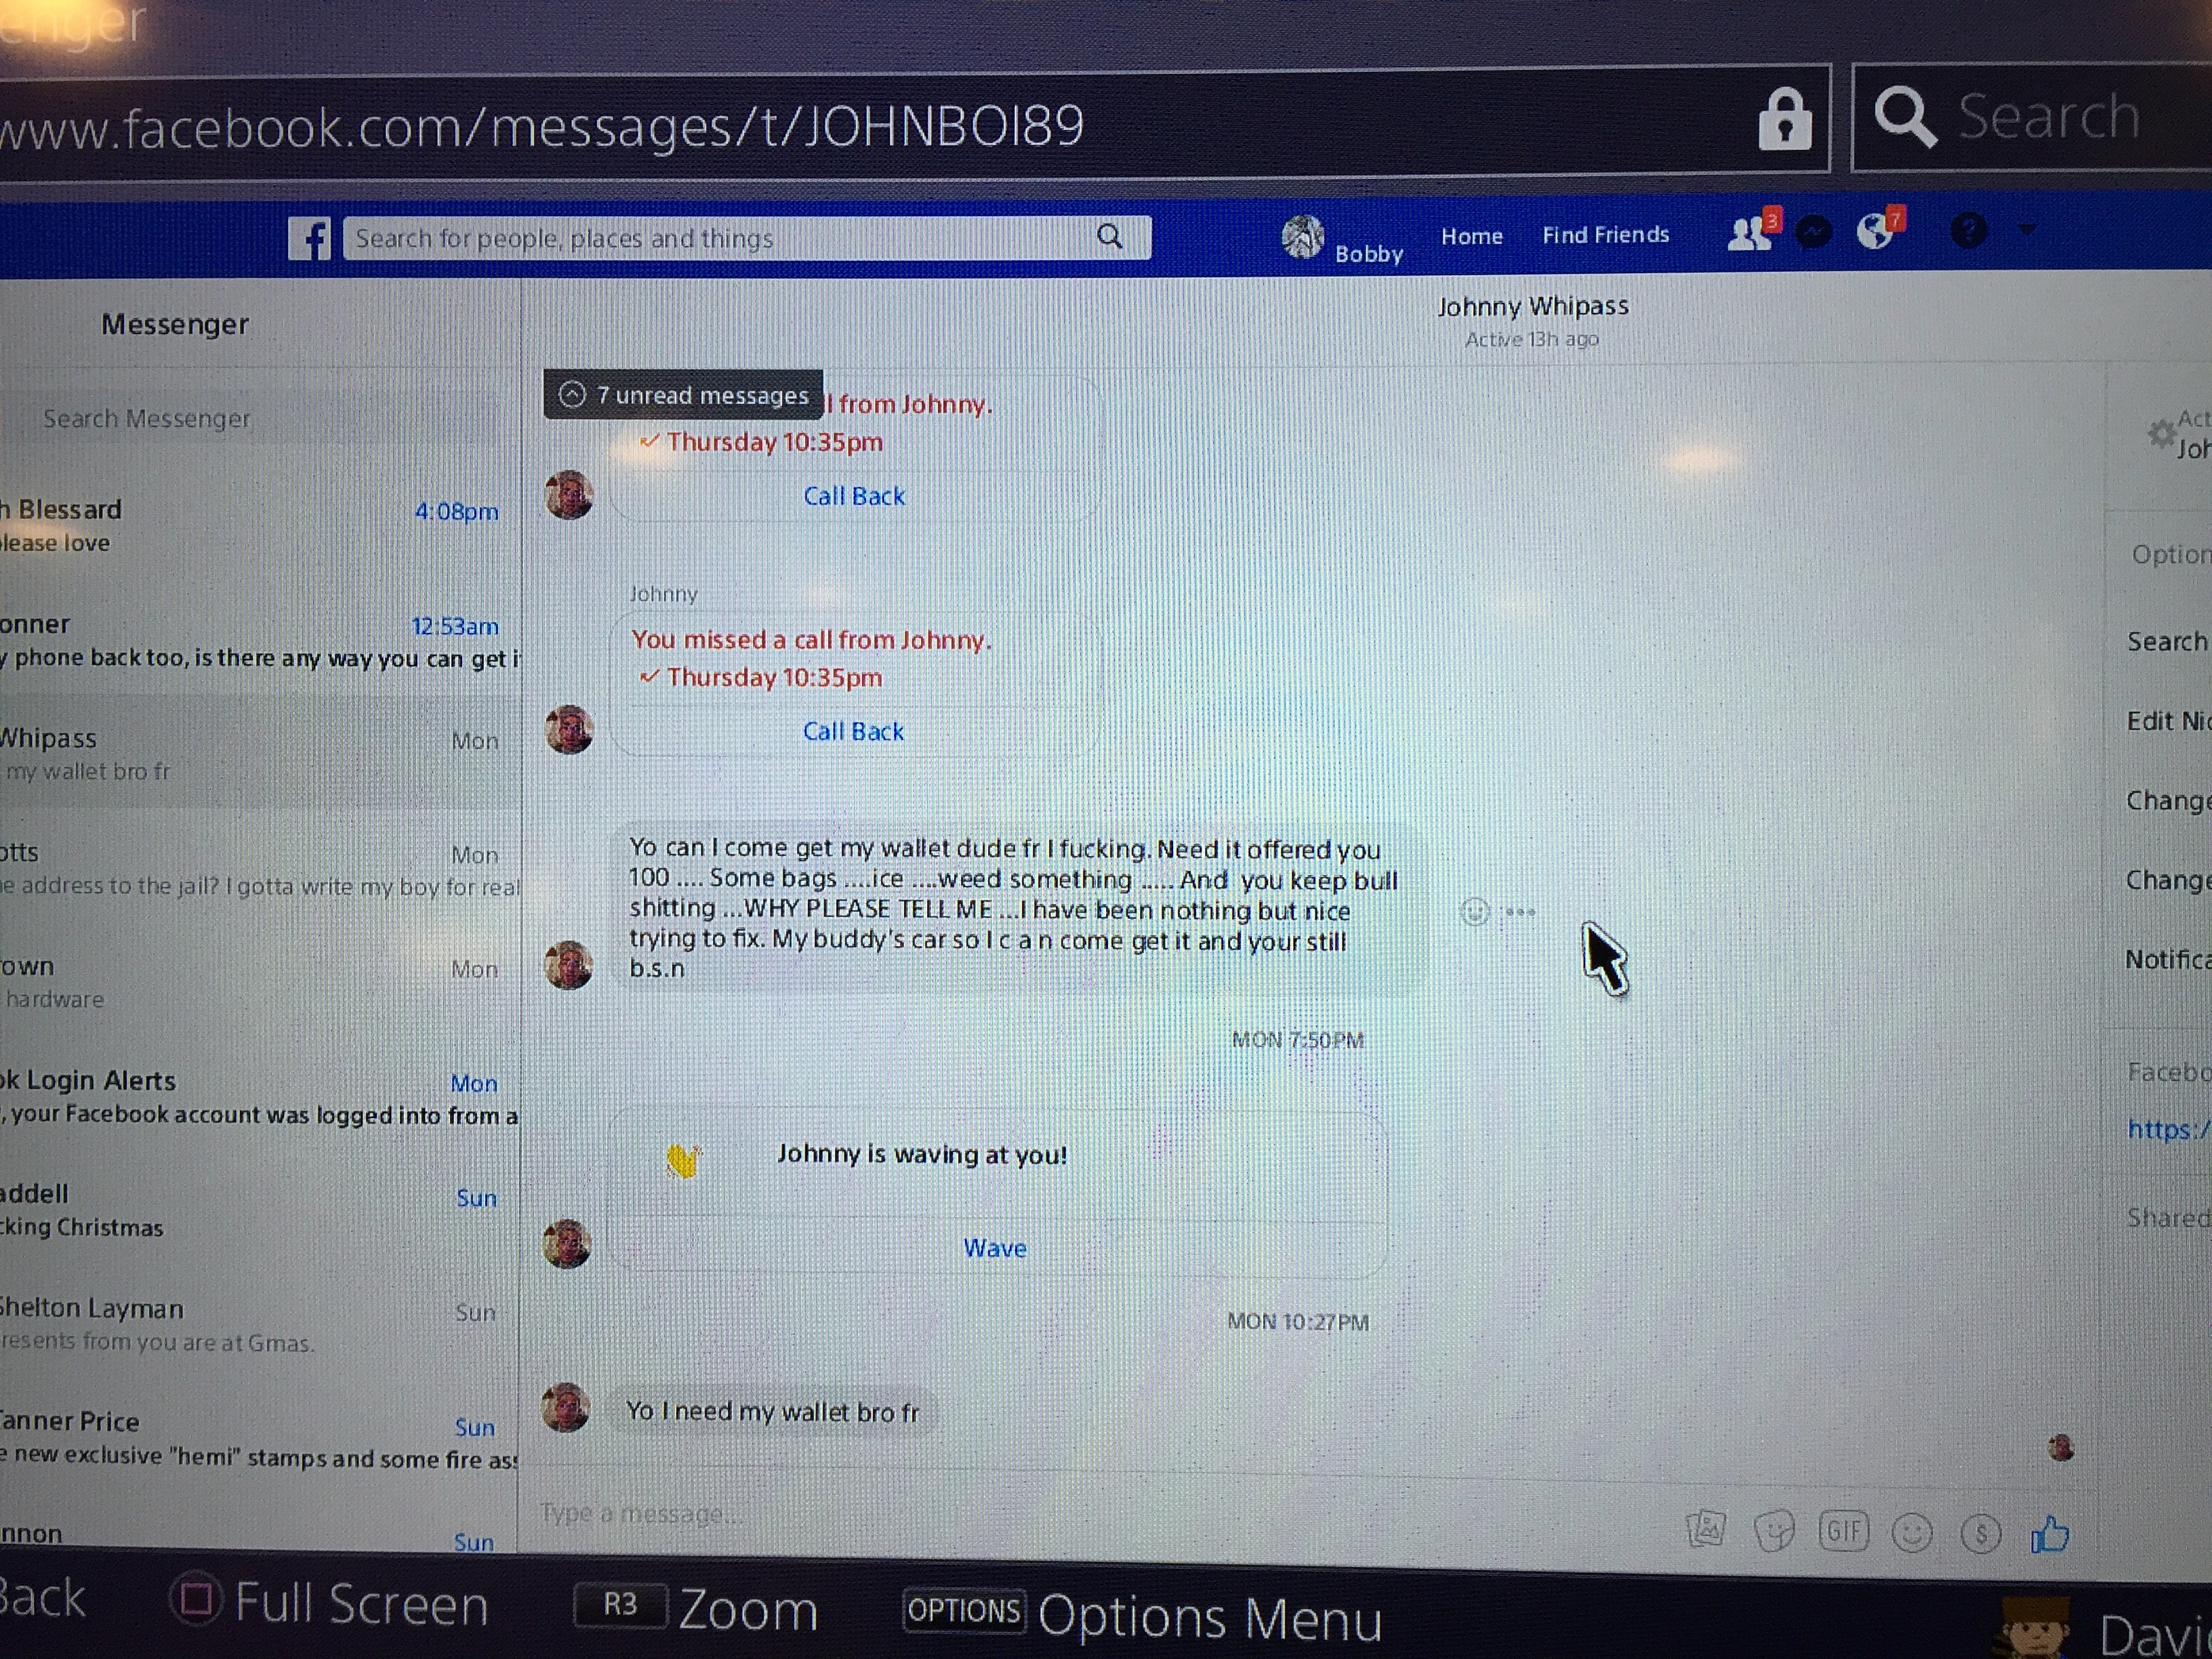 enger
www.facebook.com/messages/t/JOHNBOI89
Search
Search for people, places and things
Bobby
Home
Find Friends
3
7
?
Messenger
Search Messenger
h Blessard
4:08pm
lease love
onner
12:53am
y phone back too, is there any way you can get i
Whipass
Mon
my wallet bro fr
otts
Mon
e address to the jail? I gotta write my boy for real
own
Mon
hardware
ok Login Alerts
Mon
, your Facebook account was logged into from a
addell
Sun
cking Christmas
Shelton Layman
Sun
resents from you are at Gmas.
Tanner Price
Sun
e new exclusive "hemi" stamps and some fire ass
nnon
Sun
Johnny Whipass
Active 13h ago
7 unread messages
l from Johnny.
Thursday 10:35pm
Call Back
Johnny
You missed a call from Johnny.
Thursday 10:35pm
Call Back
Yo can I come get my wallet dude fr I fucking. Need it offered you
100 .... Some bags ....ice ....weed something ..... And you keep bull
shitting ...WHY PLEASE TELL ME ...I have been nothing but nice
trying to fix. My buddy's car so I c a n come get it and your still
b.s.n
MON 7:50PM
Johnny is waving at you!
Wave
MON 10:27PM
Yo I need my wallet bro fr
Type a message...
GIF
$
Act
Joh
Option
Search
Edit Nic
Change
Change
Notifica
Facebo
https:/
Shared
Back
Full Screen
R3
Zoom
OPTIONS
Options Menu
Davi